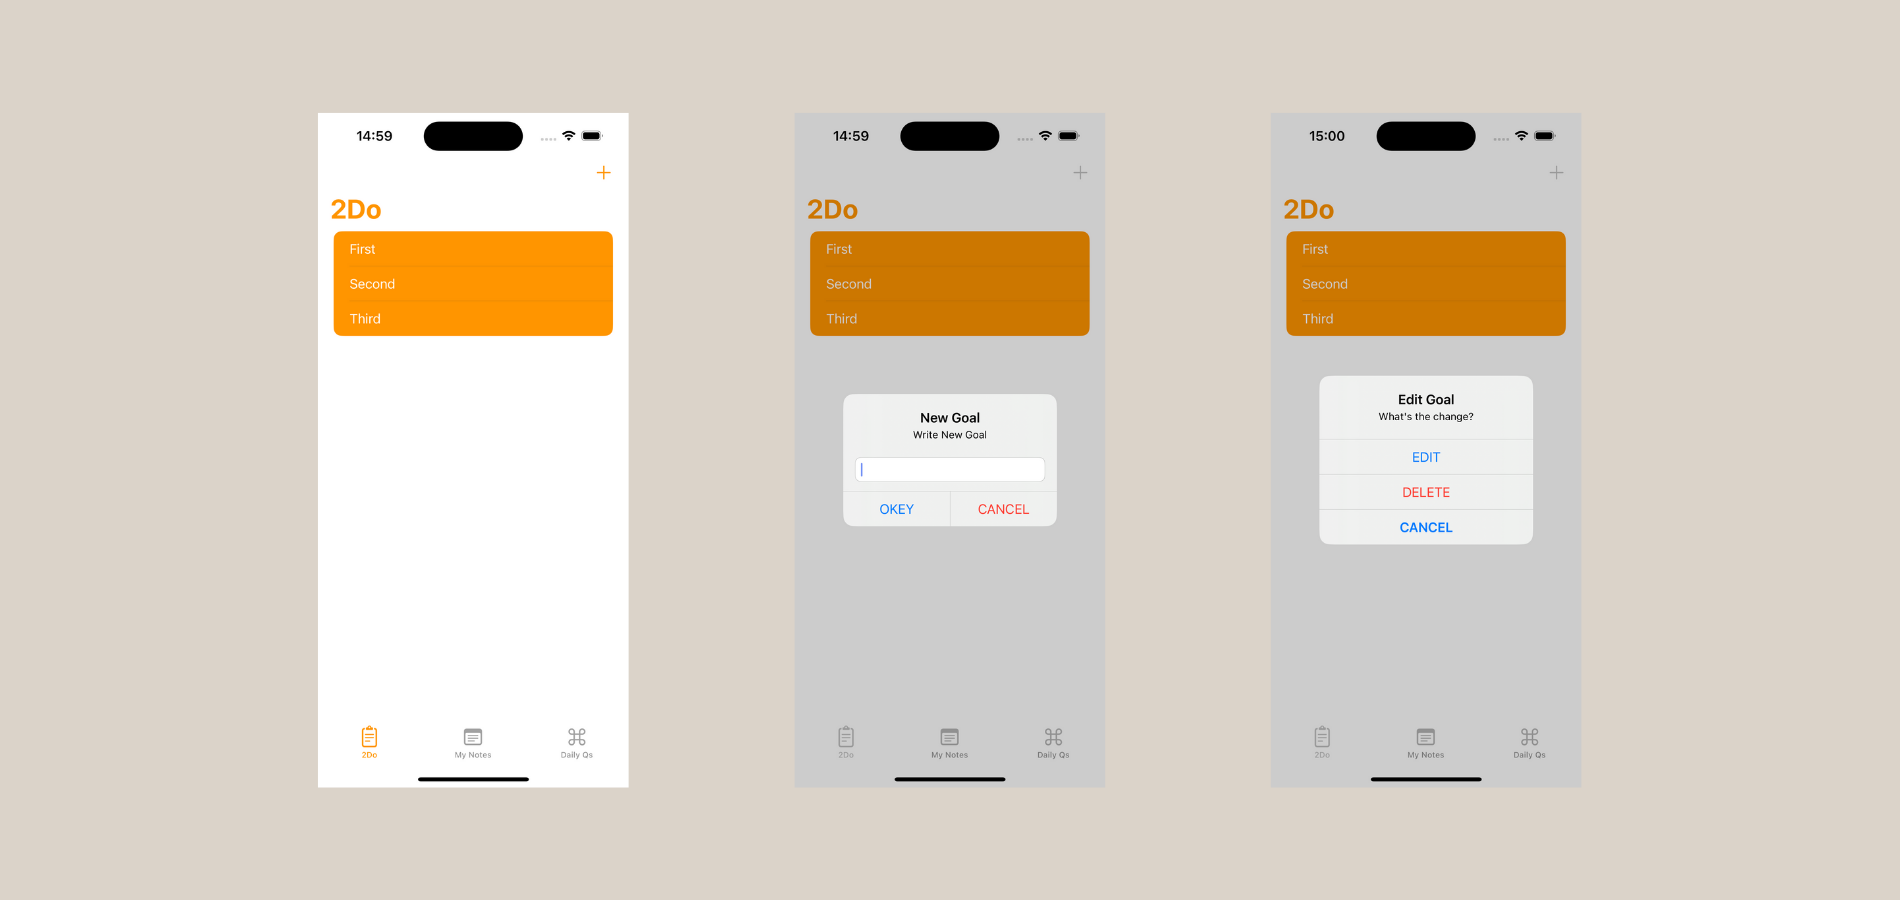 14:59
2Do
First
Second
Third
2Do
My Notes
Daily Qs
14:59
2Do
First
Second
Third
New Goal
Write New Goal
OKEY
CANCEL
2Do
My Notes
Daily Qs
15:00
2Do
First
Second
Third
Edit Goal
What's the change?
EDIT
DELETE
CANCEL
2Do
My Notes
Daily Qs